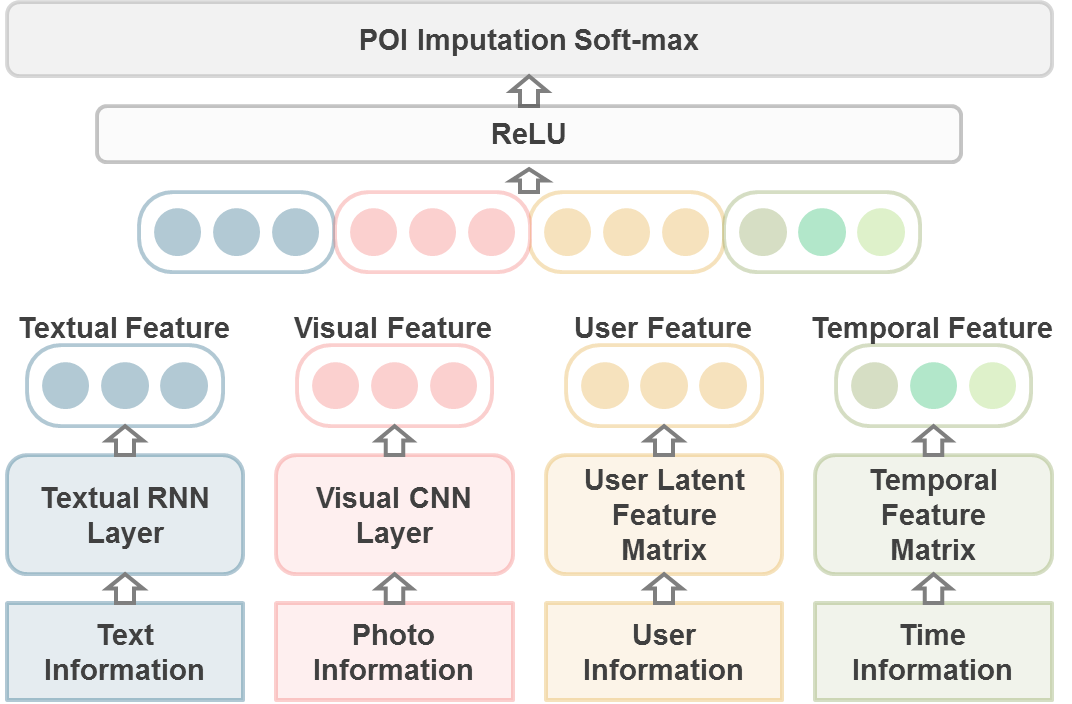 POI Imputation Soft-max
ReLU
Textual Feature
Visual Feature
User Feature
Temporal Feature
Textual RNN
Layer
Visual CNN
Layer
User Latent
Feature
Matrix
Temporal
Feature
Matrix
Text
Information
Photo
Information
User
Information
Time
Information